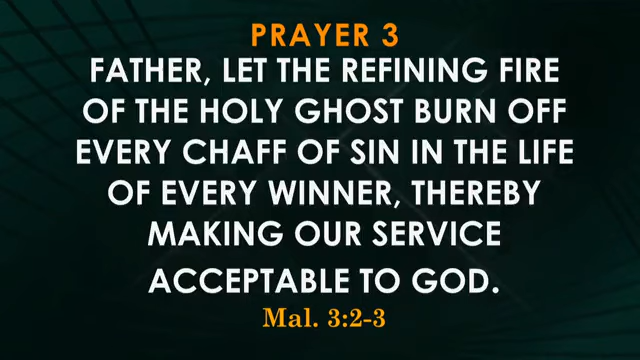 PRAYER 3
FATHER, LET THE REFINING FIRE
OF THE HOLY GHOST BURN OFF
EVERY CHAFF OF SIN IN THE LIFE
OF EVERY WINNER, THEREBY
MAKING OUR SERVICE
ACCEPTABLE TO GOD.
Mal. 3:2-3